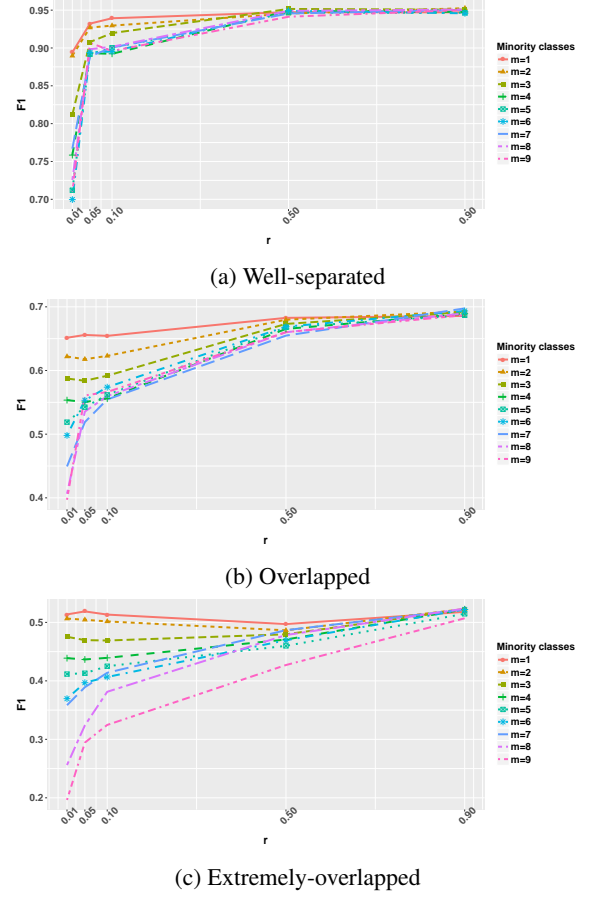 0.95
0.90
0.85
0.80
0.75
0.70
F1
0.01
0.05
0.10
0.50
0.90
r
Minority classes
m=1
m=2
m=3
m=4
m=5
m=6
m=7
m=8
m=9
(a) Well-separated
0.7
0.6
0.5
0.4
F1
0.01
0.05
0.10
0.50
0.90
r
Minority classes
m=1
m=2
m=3
m=4
m=5
m=6
m=7
m=8
m=9
(b) Overlapped
0.5
0.4
0.3
0.2
F1
0.01
0.05
0.10
0.50
0.90
r
Minority classes
m=1
m=2
m=3
m=4
m=5
m=6
m=7
m=8
m=9
(c) Extremely-overlapped